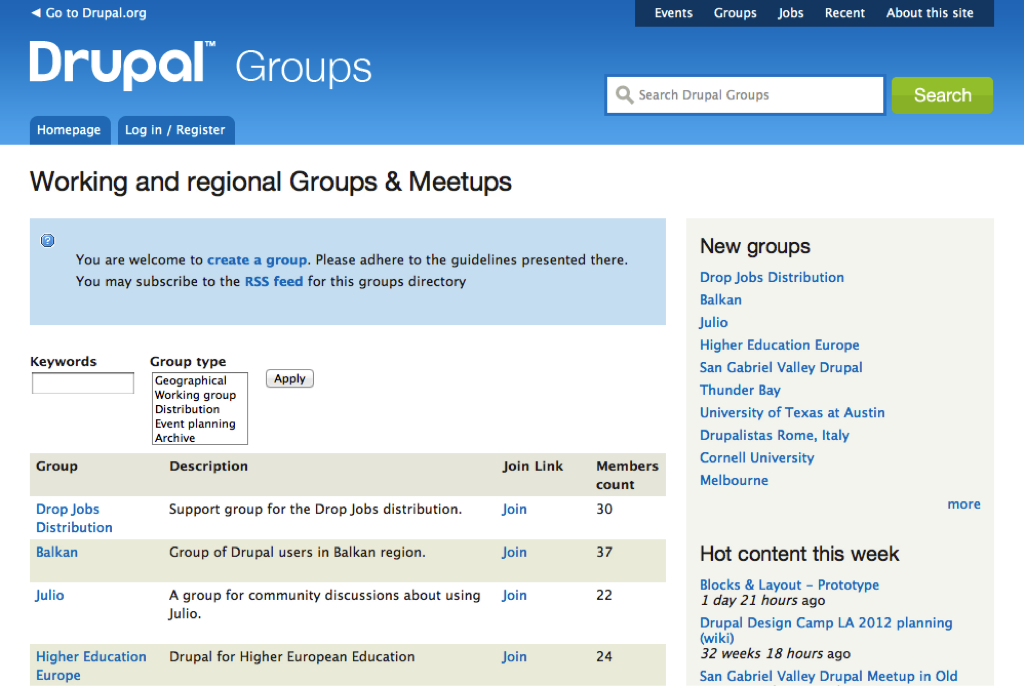 ◄ Go to Drupal.org
Events Groups Jobs Recent About this site
Drupal™ Groups
Search Drupal Groups
Search
Homepage
Log in / Register
Working and regional Groups & Meetups
You are welcome to create a group. Please adhere to the guidelines presented there.
You may subscribe to the RSS feed for this groups directory
Keywords
Group type
Geographical
Working group
Distribution
Event planning
Archive
Apply
Group Description Join Link Members
count
Drop Jobs Support group for the Drop Jobs distribution. Join 30
Distribution
Balkan Group of Drupal users in Balkan region. Join 37
Julio A group for community discussions about using Join 22
Julio.
Higher Education Drupal for Higher European Education Join 24
Europe
New groups
Drop Jobs Distribution
Balkan
Julio
Higher Education Europe
San Gabriel Valley Drupal
Thunder Bay
University of Texas at Austin
Drupalistas Rome, Italy
Cornell University
Melbourne
more
Hot content this week
Blocks & Layout – Prototype
1 day 21 hours ago
Drupal Design Camp LA 2012 planning
(wiki)
32 weeks 18 hours ago
San Gabriel Valley Drupal Meetup in Old